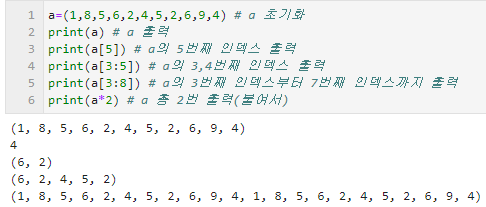 1 a=(1,8,5,6,2,4,5,2,6,9,4) # a 초기화
2 print(a) # a 출력
3 print(a[5]) # a의 5번째 인덱스 출력
4 print(a[3:5]) # a의 3,4번째 인덱스 출력
5 print(a[3:8]) # a의 3번째 인덱스부터 7번째 인덱스까지 출력
6 print(a*2) # a 총 2번 출력(붙여서)
(1, 8, 5, 6, 2, 4, 5, 2, 6, 9, 4)
4
(6, 2)
(6, 2, 4, 5, 2)
(1, 8, 5, 6, 2, 4, 5, 2, 6, 9, 4, 1, 8, 5, 6, 2, 4, 5, 2, 6, 9, 4)